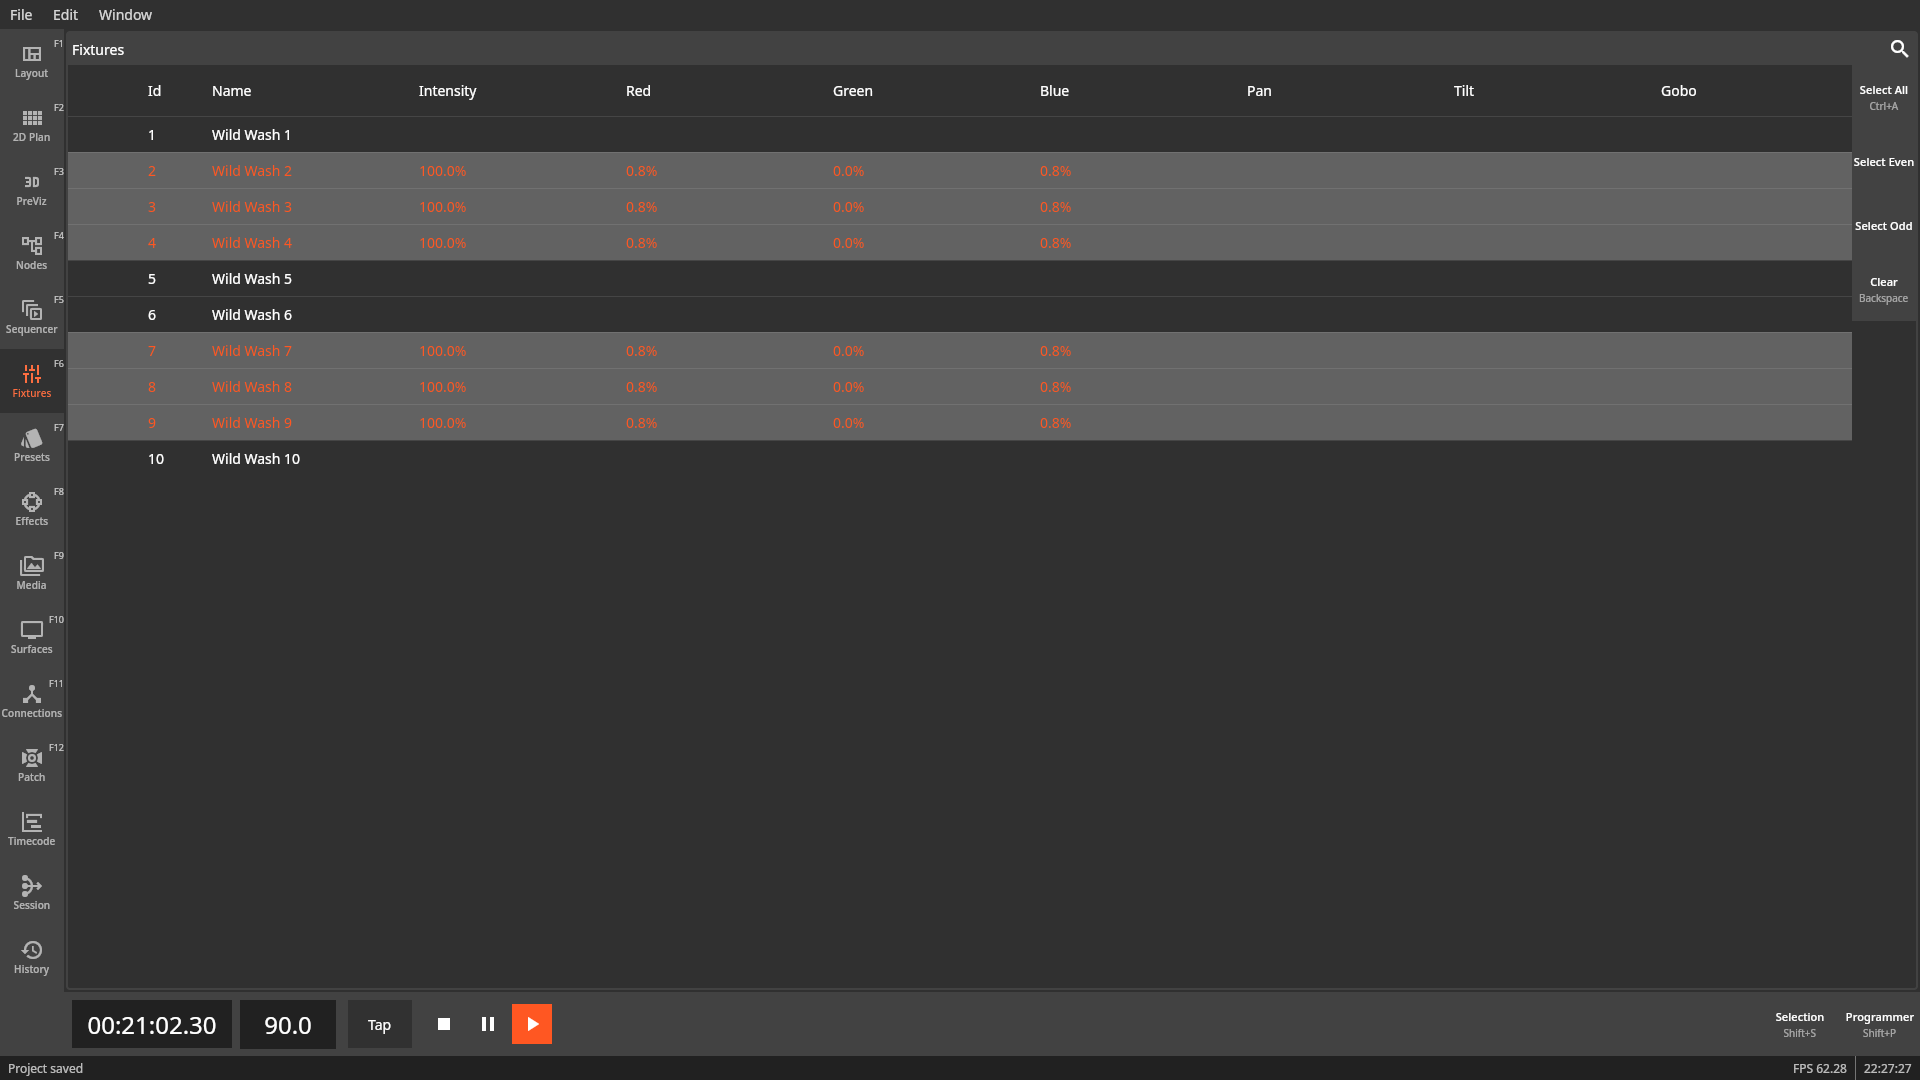 File Edit Window
Fixtures
F1
Layout
F2
2D Plan
F3
3D
PreViz
F4
Nodes
F5
Sequencer
F6
Fixtures
F7
Presets
F8
Effects
F9
Media
F10
Surfaces
F11
Connections
F12
Patch
Timecode
Session
History
Id Name Intensity Red Green Blue Pan Tilt Gobo
1 Wild Wash 1
2 Wild Wash 2 100.0% 0.8% 0.0% 0.8%
3 Wild Wash 3 100.0% 0.8% 0.0% 0.8%
4 Wild Wash 4 100.0% 0.8% 0.0% 0.8%
5 Wild Wash 5
6 Wild Wash 6
7 Wild Wash 7 100.0% 0.8% 0.0% 0.8%
8 Wild Wash 8 100.0% 0.8% 0.0% 0.8%
9 Wild Wash 9 100.0% 0.8% 0.0% 0.8%
10 Wild Wash 10
Select All
Ctrl+A
Select Even
Select Odd
Clear
Backspace
00:21:02.30 90.0 Tap
Selection
Shift+S
Programmer
Shift+P
Project saved
FPS 62.28 22:27:27